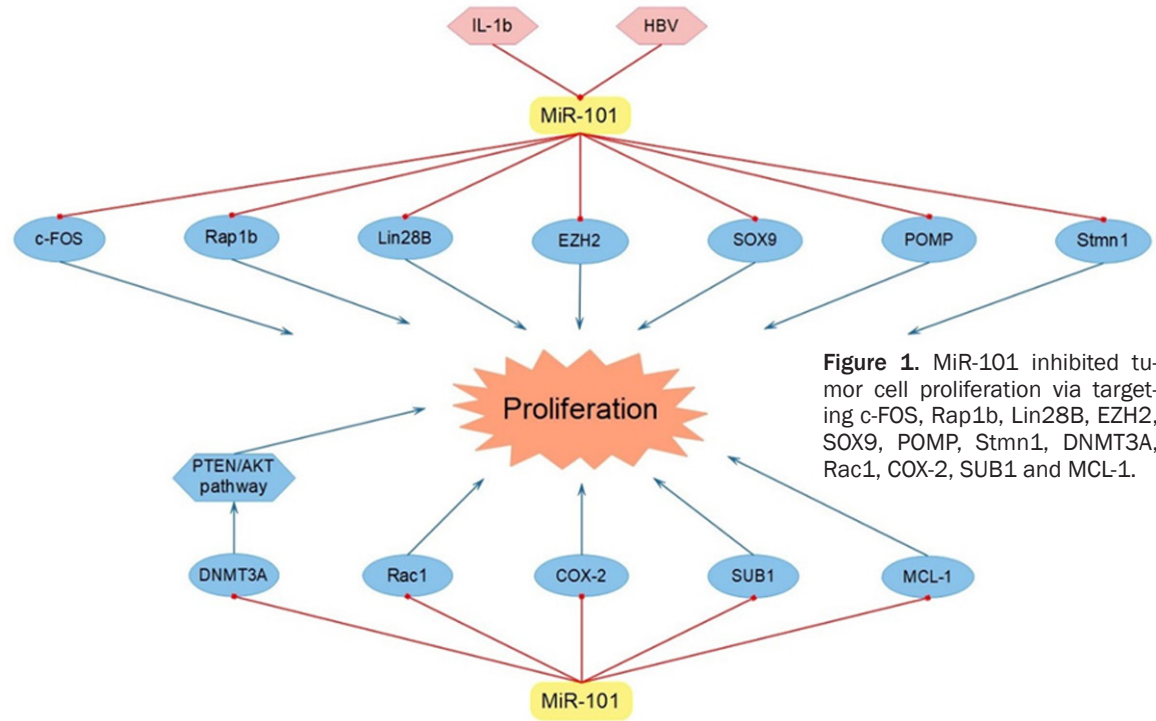 IL-1b
HBV
MiR-101
c-FOS
Rap1b
Lin28B
EZH2
SOX9
POMP
Stmn1
Proliferation
Figure 1. MiR-101 inhibited tu-
mor cell proliferation via target-
ing c-FOS, Rap1b, Lin28B, EZH2,
SOX9, POMP, Stmn1, DNMT3A,
Rac1, COX-2, SUB1 and MCL-1.
PTEN/AKT
pathway
DNMT3A
Rac1
COX-2
SUB1
MCL-1
MiR-101